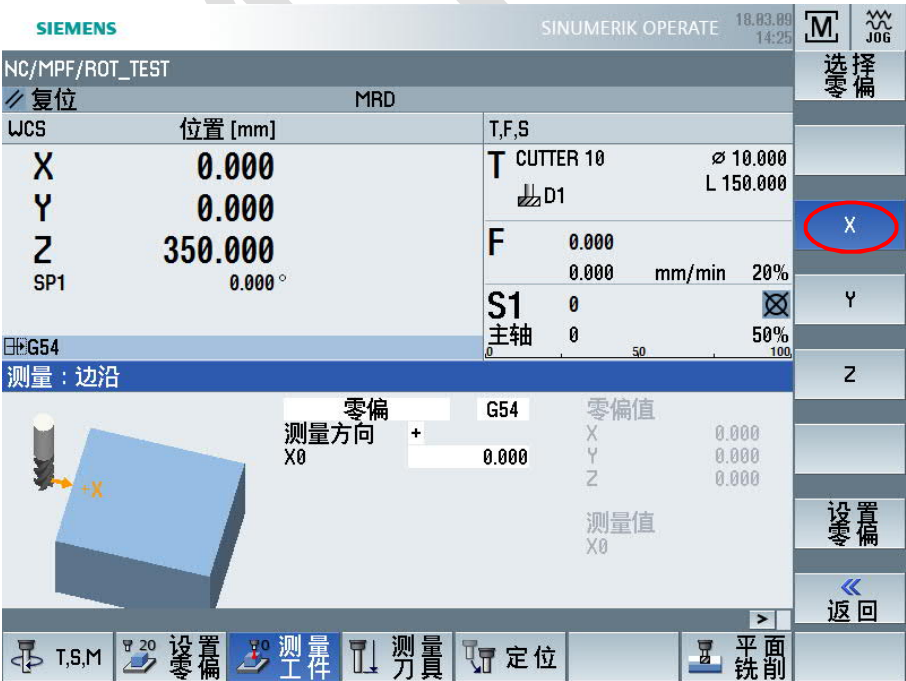 SIEMENS
SINUMERIK OPERATE
18.03.09
14:25
M
JOG
NC/MPF/ROT_TEST
选择
零偏
复位
MRD
WCS
位置 [mm]
T,F,S
X
0.000
T CUTTER 10
ø 10.000
D1
L 150.000
Y
0.000
Z
350.000
SP1
0.000 °
F
0.000
0.000
mm/min
20%
S1
0
主轴
0
50%
0
50
100
G54
X
Y
Z
测量：边沿
零偏
G54
零偏值
测量方向
+
X
0.000
X0
0.000
Y
0.000
Z
0.000
+X
测量值
X0
设置
零偏
«
返回
>
T,S,M
20
设置
零偏
测量
工件
测量
刀具
定位
平面
铣削